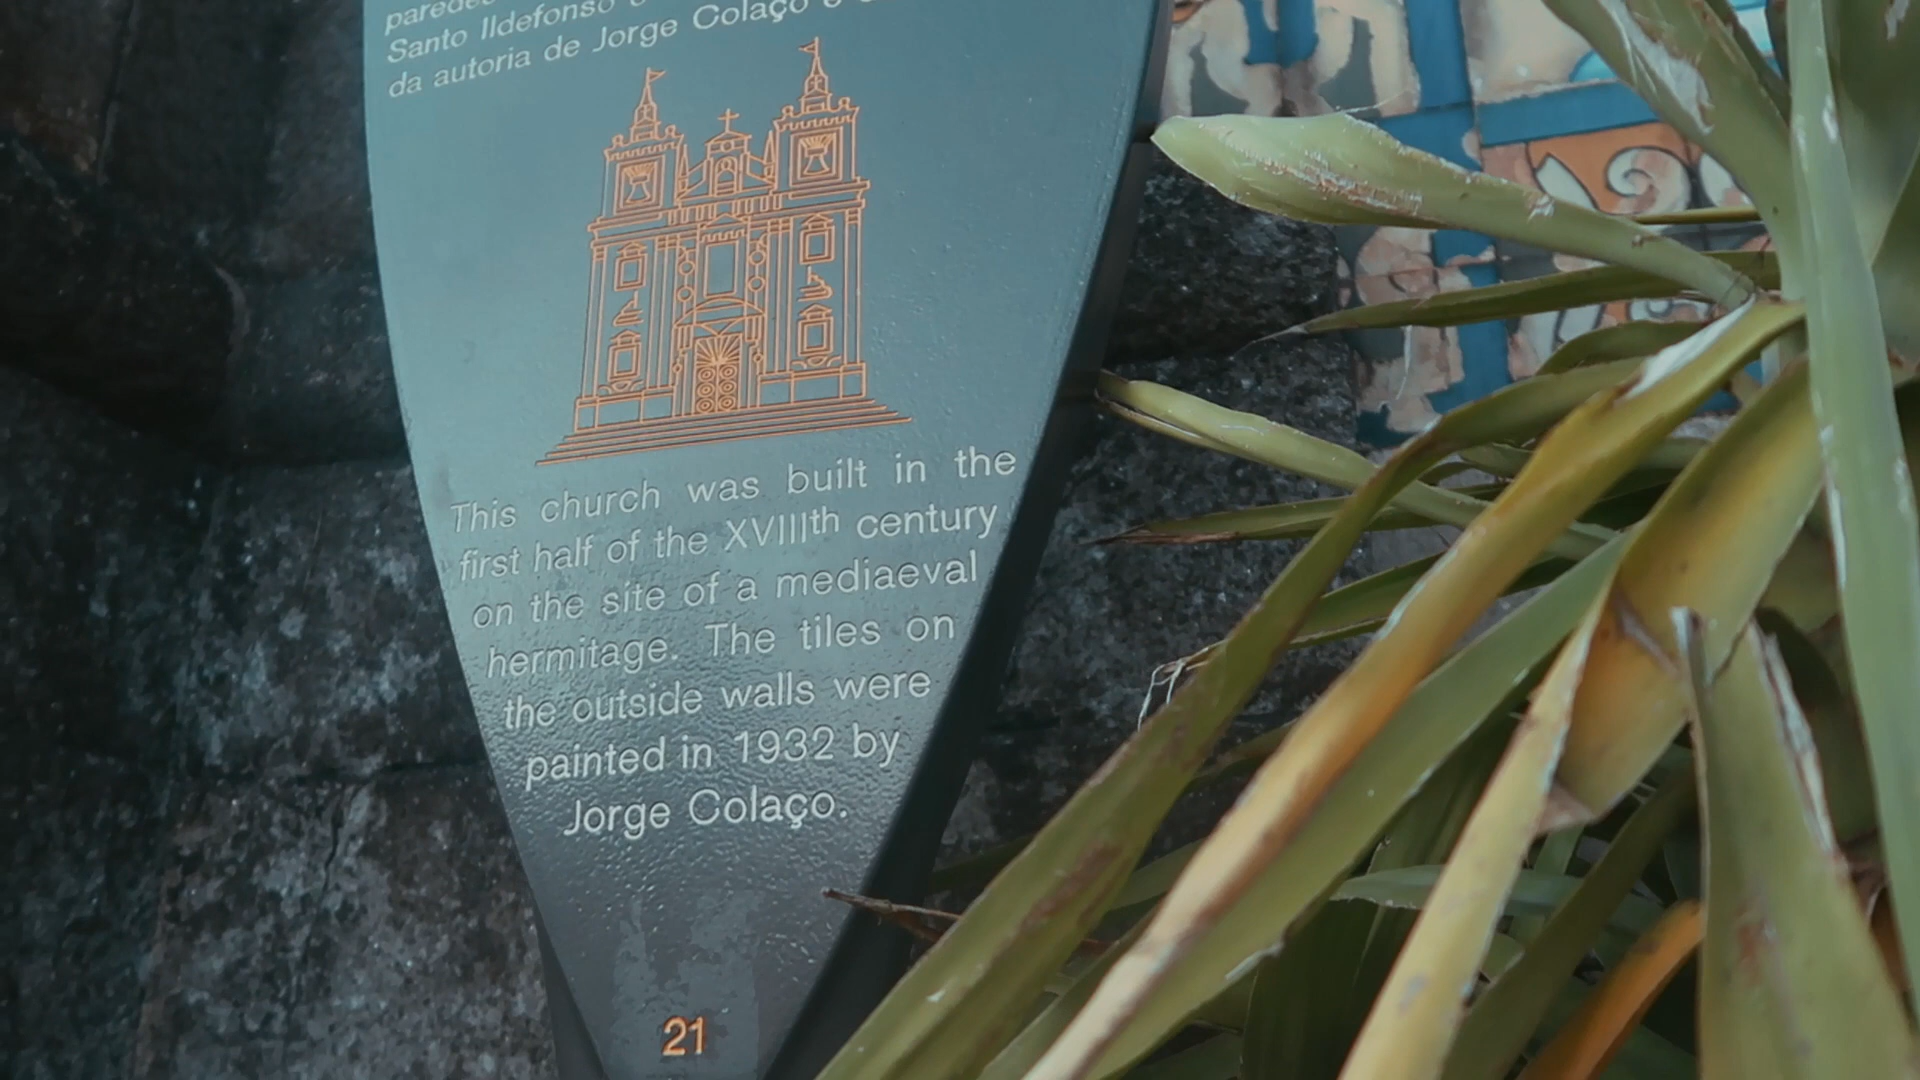 Santo Ildefonso
da autoria de Jorge Colaço e
This church was built in the
first half of the XVIIIth century
on the site of a mediaeval
hermitage. The tiles on
the outside walls were
painted in 1932 by
Jorge Colaço.
21